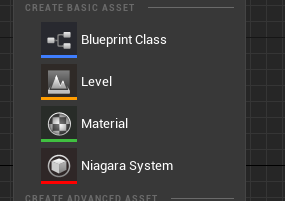 CREATE BASIC ASSET
Blueprint Class
Level
Material
Niagara System
CREATE ADVANCED ASSET